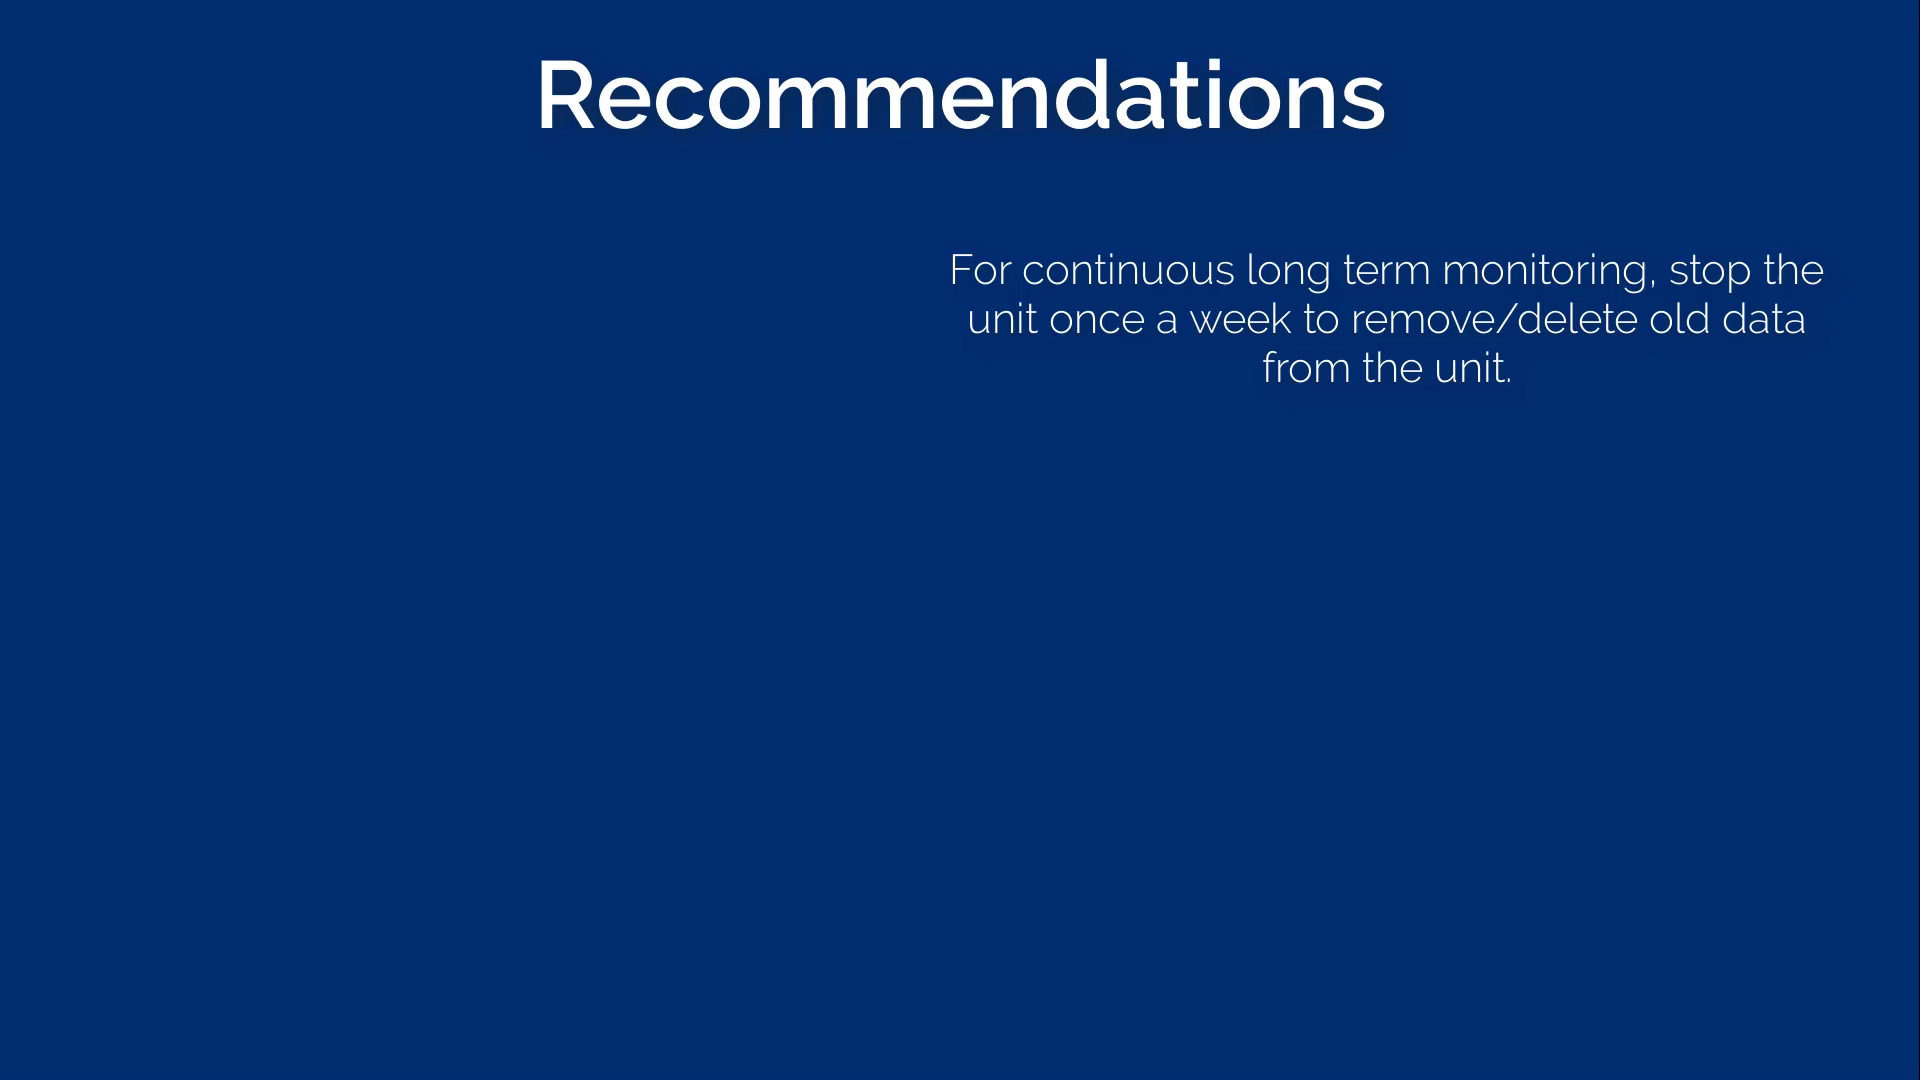 Recommendations
For continuous long term monitoring, stop the
unit once a week to remove/delete old data
from the unit.